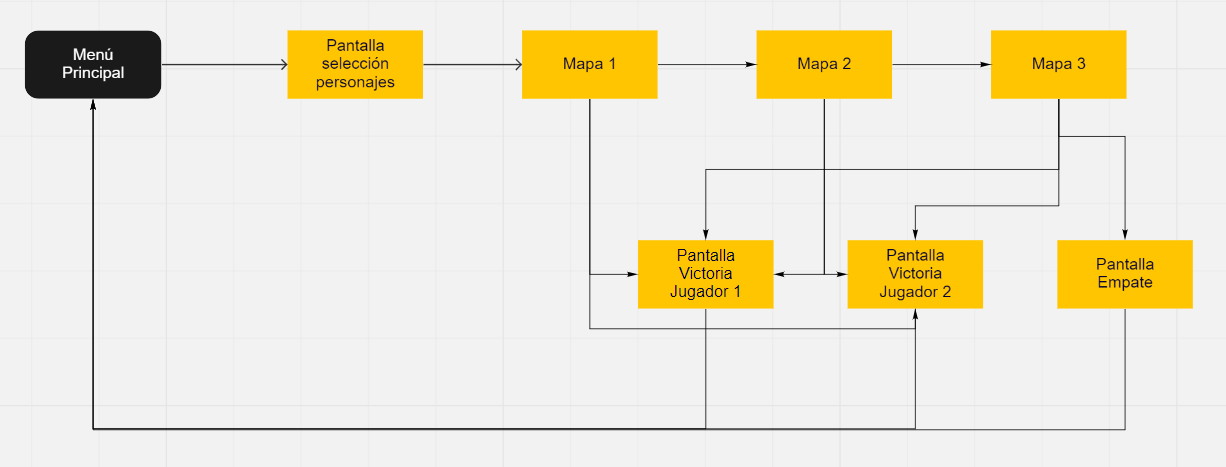 Menú
Principal
Pantalla
selección
personajes
Mapa 1
Mapa 2
Mapa 3
Pantalla
Victoria
Jugador 1
Pantalla
Victoria
Jugador 2
Pantalla
Empate